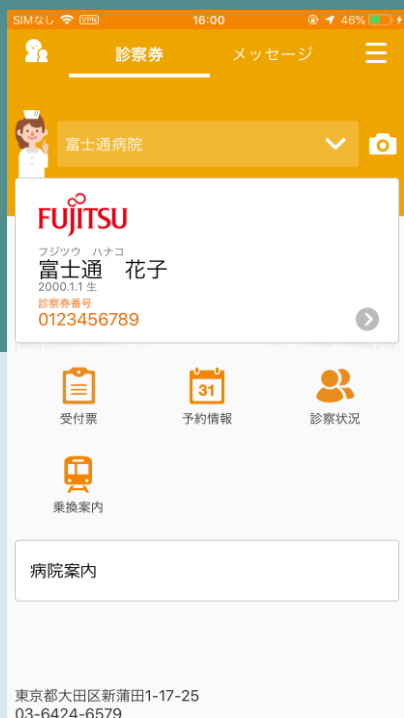 SIMなし VPN 16:00 46%
診察券 メッセージ
富士通病院
FUJITSU
フジツウ ハナコ
富士通 花子
2000.1.1 生
診察券番号
0123456789
31
受付票 予約情報 診察状況
乗換案内
病院案内
東京都大田区新蒲田1-17-25
03-6424-6579